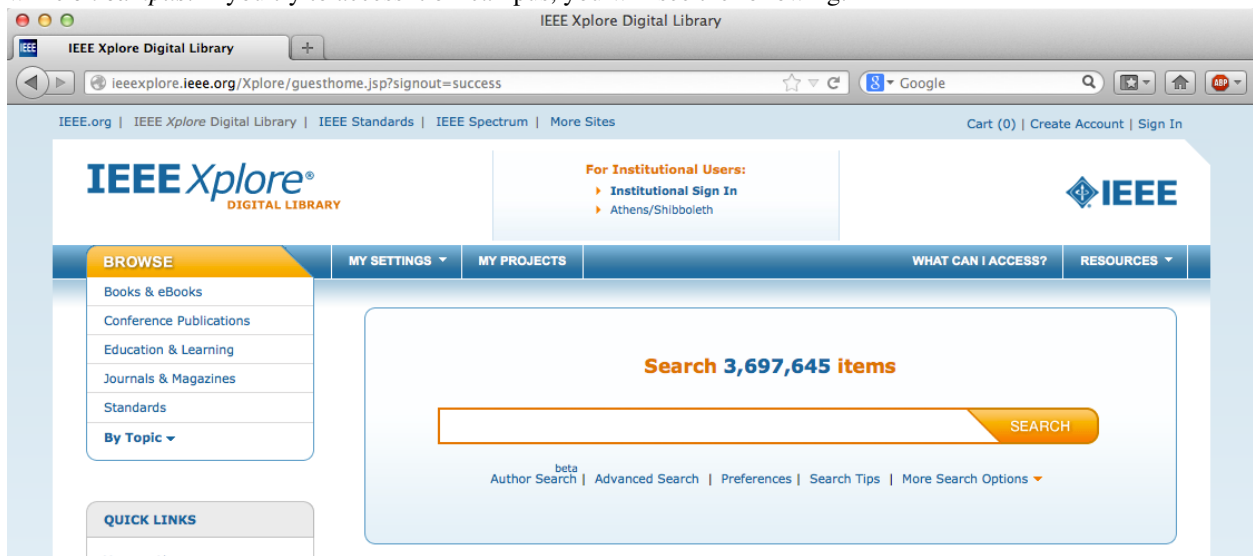 IEEE Xplore Digital Library
IEEE IEEE Xplore Digital Library +
ieeexplore.ieee.org/Xplore/guesthome.jsp?signout=success Google ABP
IEEE.org | IEEE Xplore Digital Library | IEEE Standards | IEEE Spectrum | More Sites Cart (0) | Create Account | Sign In
IEEE Xplore®
DIGITAL LIBRARY
For Institutional Users:
Institutional Sign In
Athens/Shibboleth
IEEE
BROWSE MY SETTINGS MY PROJECTS WHAT CAN I ACCESS? RESOURCES
Books & eBooks
Conference Publications
Education & Learning
Journals & Magazines
Standards
By Topic
Search 3,697,645 items
SEARCH
beta
Author Search | Advanced Search | Preferences | Search Tips | More Search Options
QUICK LINKS